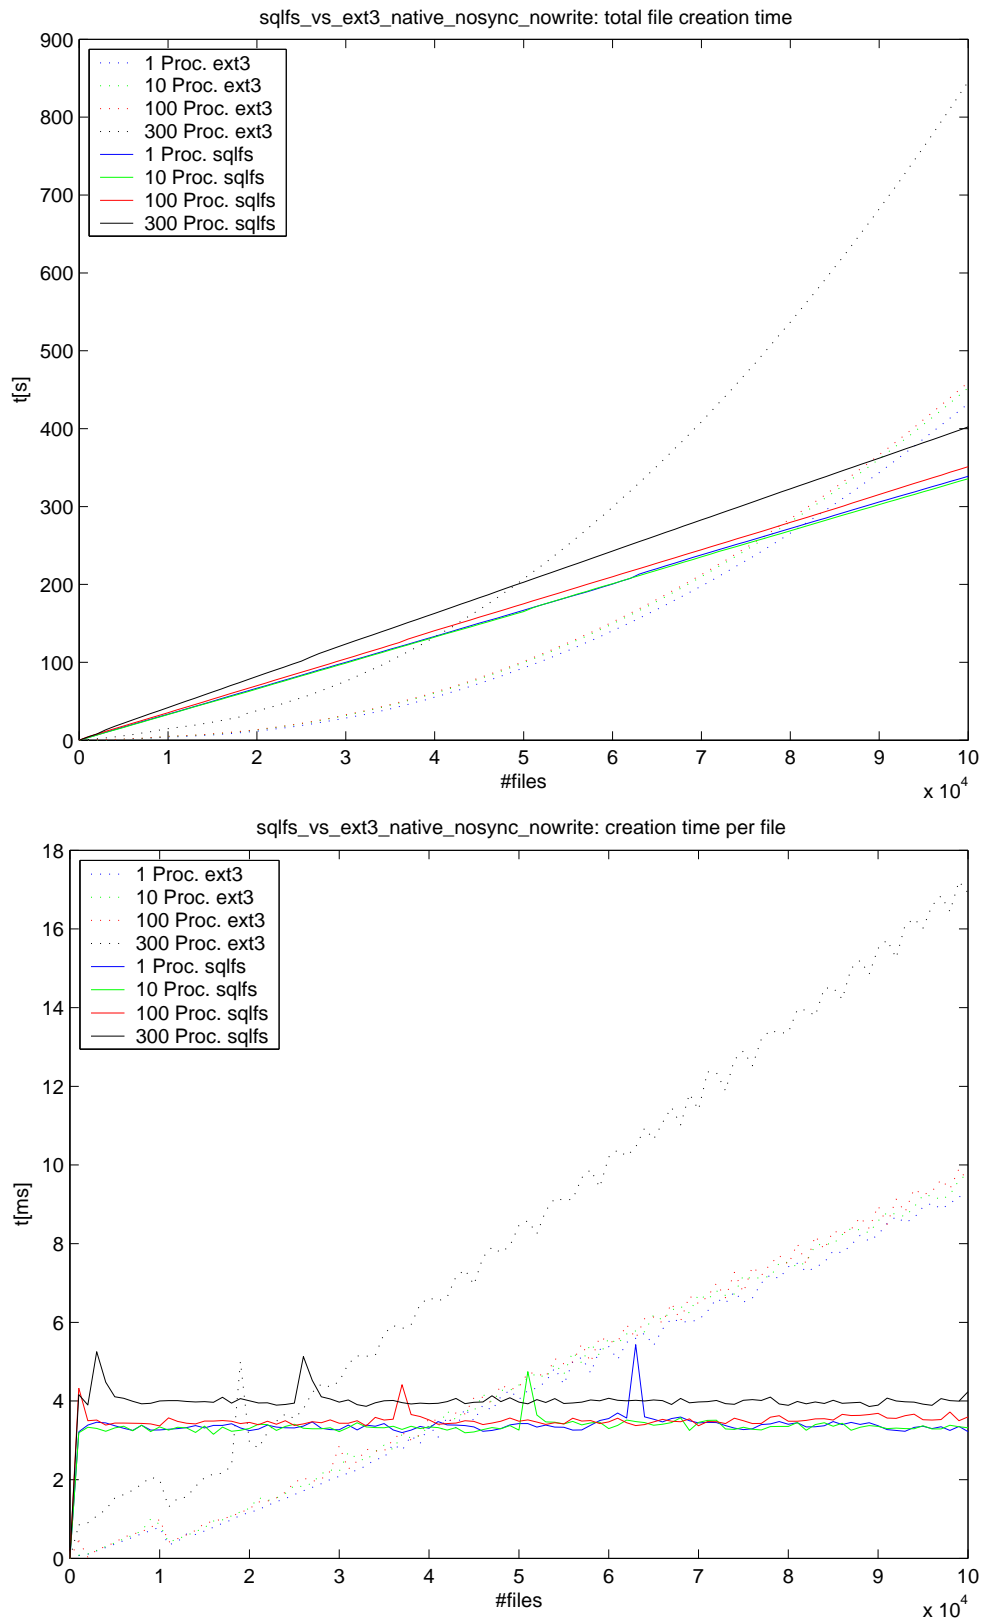 sqlfs_vs_ext3_native_nosync_nowrite: total file creation time
900
800
700
600
500
400
300
200
100
0
t[s]
1 Proc. ext3
10 Proc. ext3
100 Proc. ext3
300 Proc. ext3
1 Proc. sqlfs
10 Proc. sqlfs
100 Proc. sqlfs
300 Proc. sqlfs
0 1 2 3 4 5 6 7 8 9 10
#files
x 10⁴
sqlfs_vs_ext3_native_nosync_nowrite: creation time per file
18
16
14
12
10
8
6
4
2
0
t[ms]
1 Proc. ext3
10 Proc. ext3
100 Proc. ext3
300 Proc. ext3
1 Proc. sqlfs
10 Proc. sqlfs
100 Proc. sqlfs
300 Proc. sqlfs
0 1 2 3 4 5 6 7 8 9 10
#files
x 10⁴